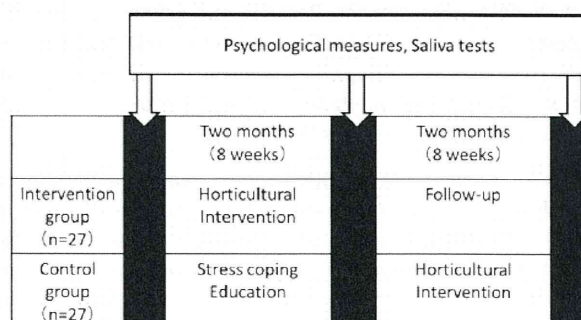 Psychological measures, Saliva tests
Two months
(8 weeks)
Two months
(8 weeks)
Intervention
group
(n=27)
Horticultural
Intervention
Follow-up
Control
group
(n=27)
Stress coping
Education
Horticultural
Intervention